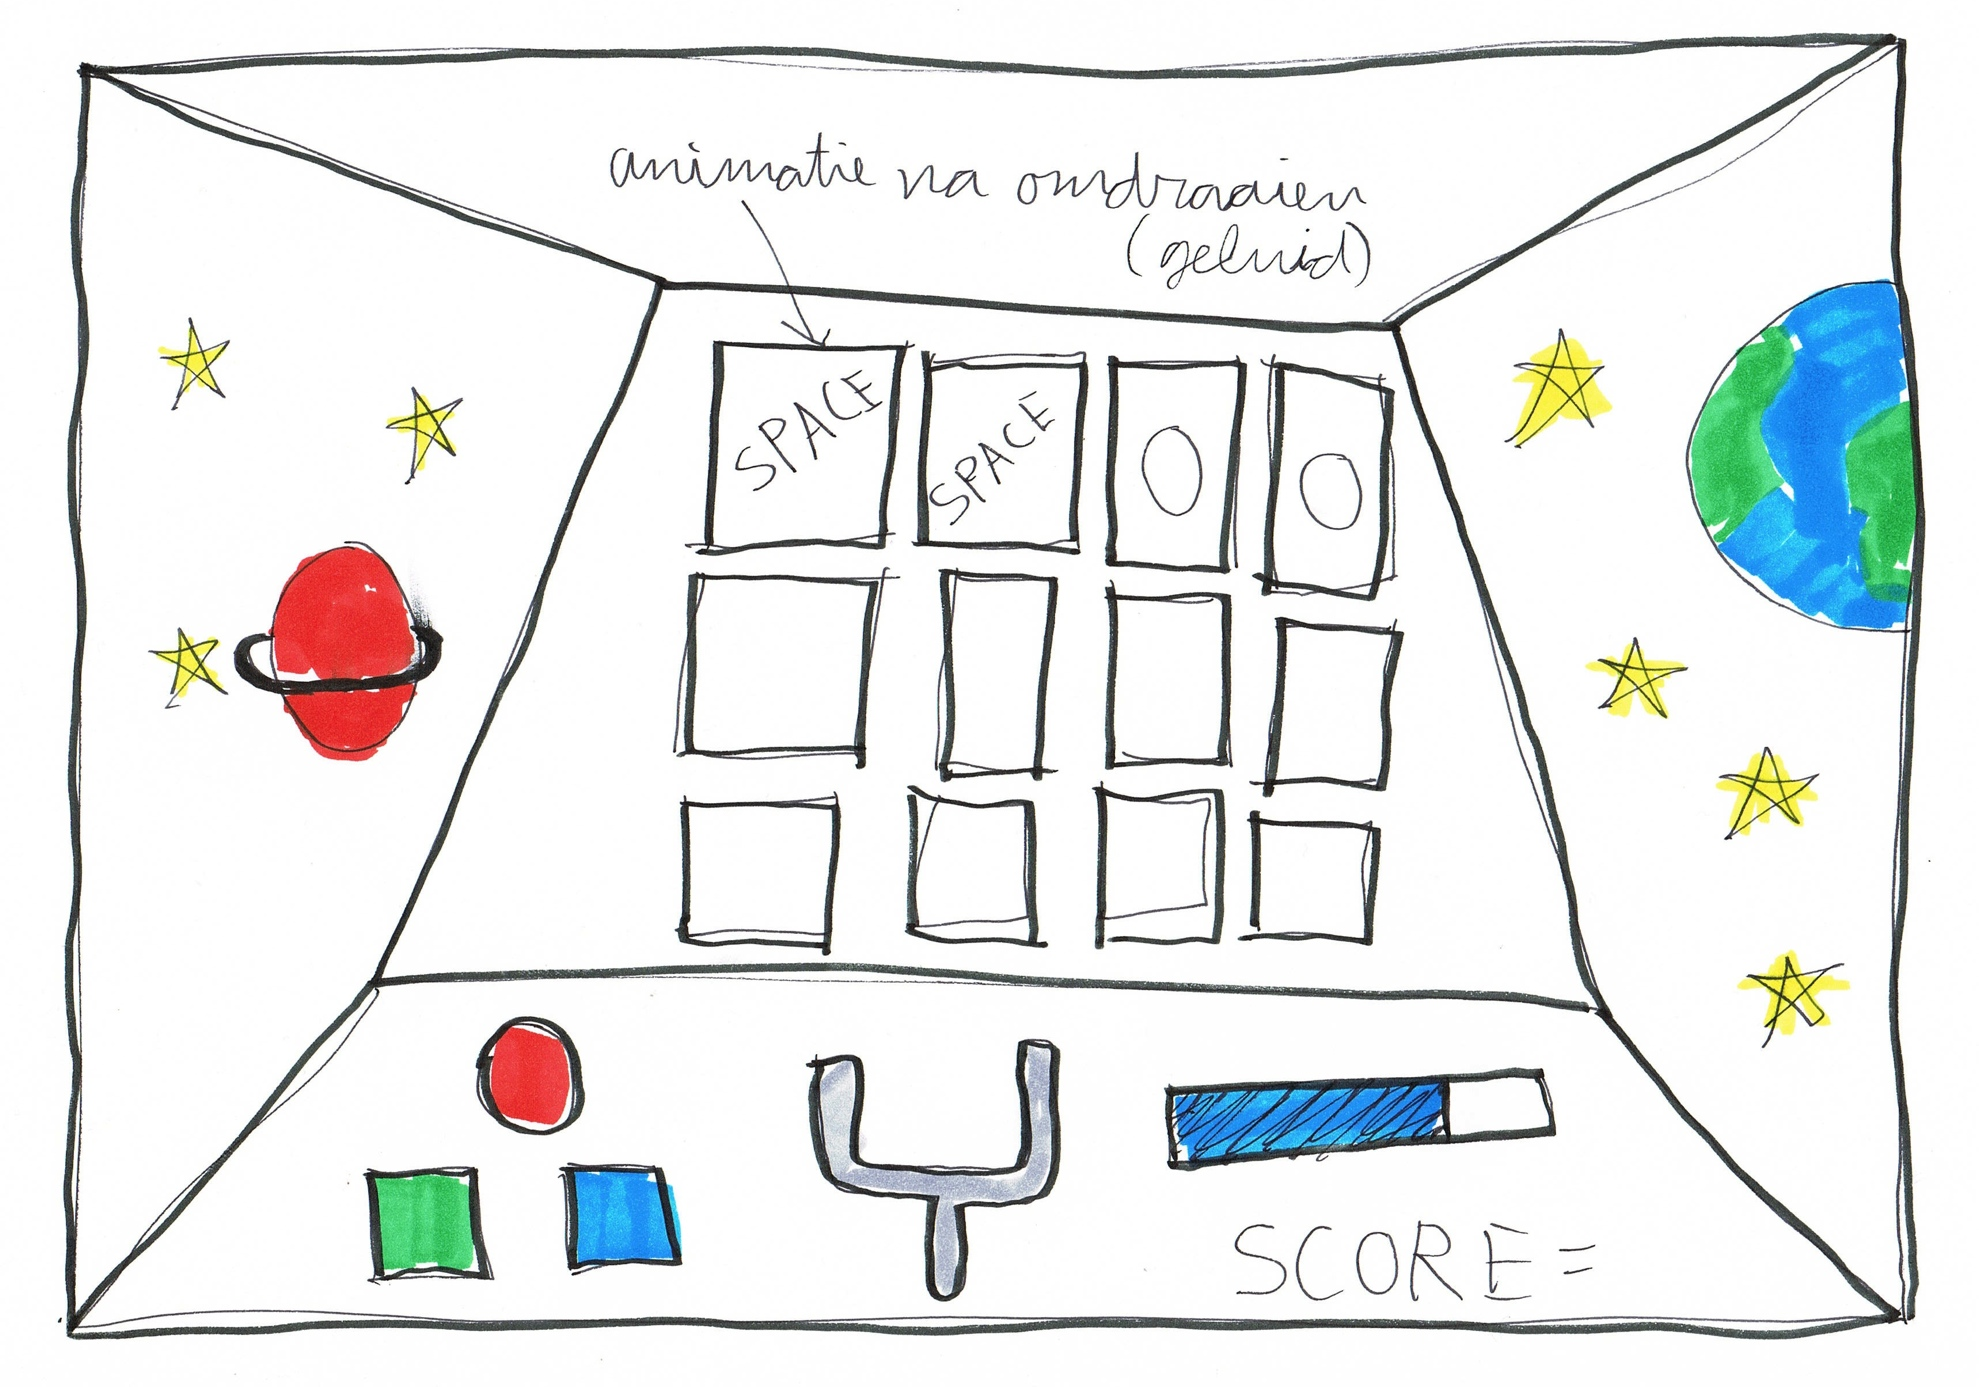 animatie na omdraaien
(geluid)
SPACE
SPACE
SCORE =